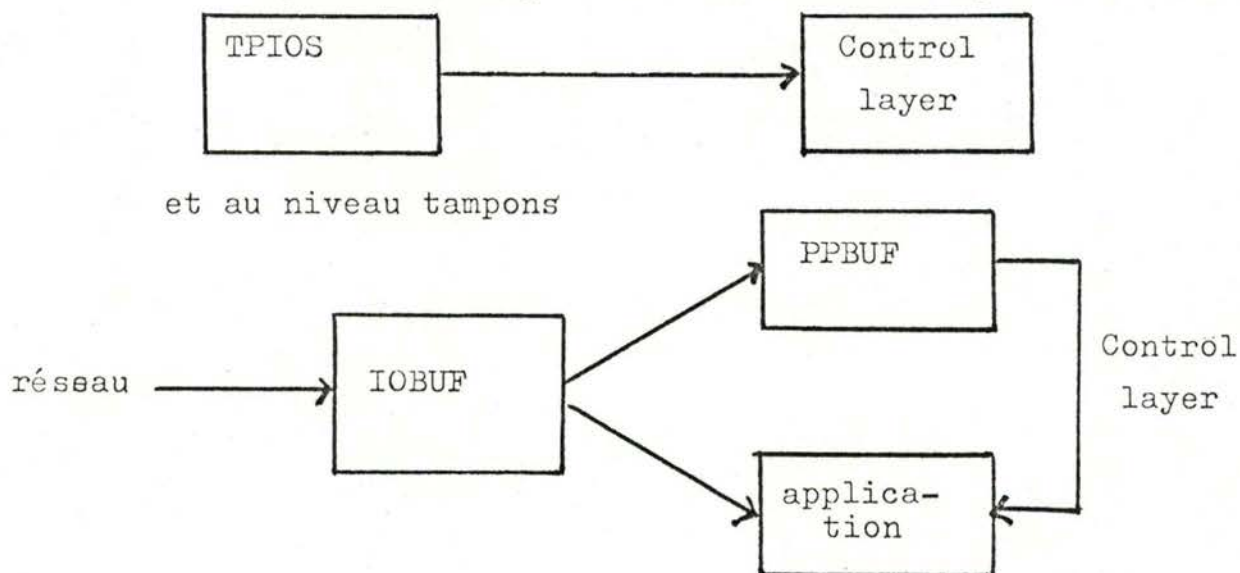 TPIOS
Control
layer
et au niveau tampons
PPBUF
réseau
IOBUF
Control
layer
applica-
tion